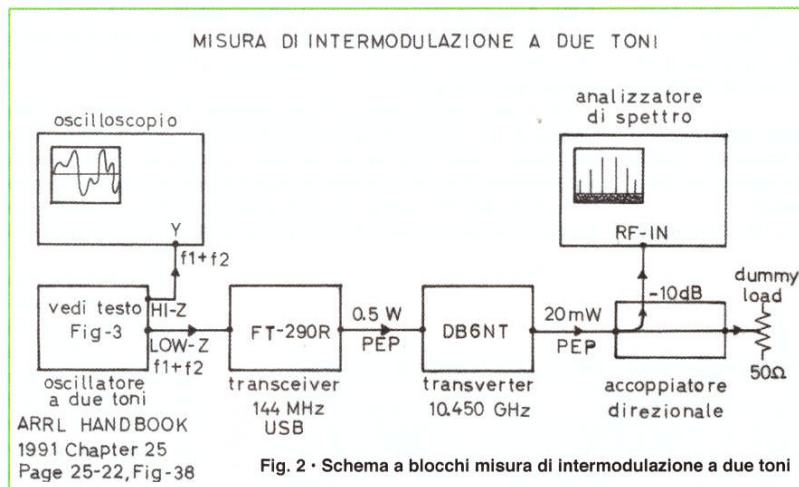 MISURA DI INTERMODULAZIONE A DUE TONI
oscilloscopio
Y
f1+f2
analizzatore
di spettro
RF-IN
vedi testo
Fig-3
HI-Z
LOW-Z
f1+f2
oscillatore
a due toni
FT-290R
transceiver
144 MHz
USB
0.5 W
PEP
DB6NT
transverter
10.450 GHz
20mW
PEP
-10dB
accoppiatore
direzionale
dummy
load
50Ω
ARRL HANDBOOK
1991 Chapter 25
Page 25-22, Fig-38
Fig. 2 · Schema a blocchi misura di intermodulazione a due toni